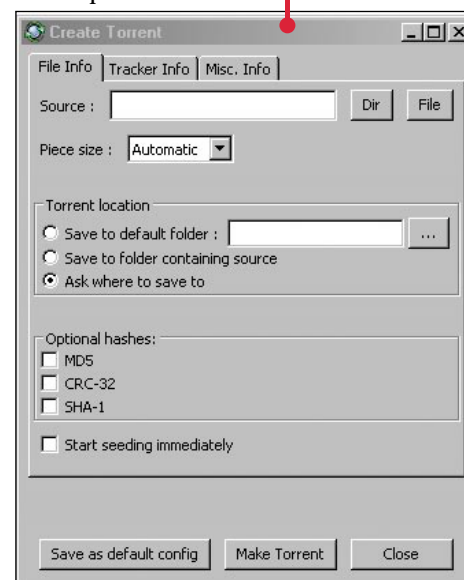 Create Torrent
File Info Tracker Info Misc. Info
Source : Dir File
Piece size : Automatic
Torrent location
Save to default folder : ...
Save to folder containing source
Ask where to save to
Optional hashes:
MD5
CRC-32
SHA-1
Start seeding immediately
Save as default config Make Torrent Close